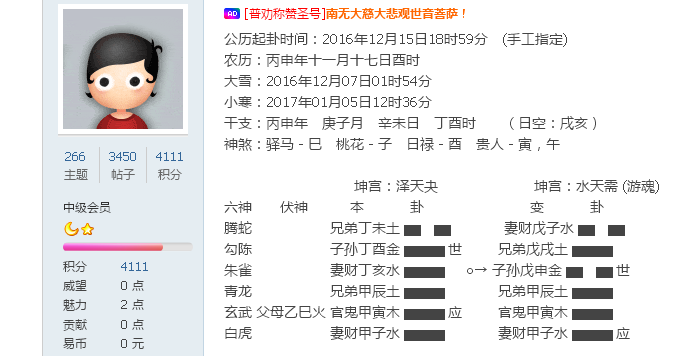 266 3450 4111
主题 帖子 积分
中级会员
积分 4111
威望 0 点
魅力 2 点
贡献 0 点
易币 0 元
AD [普劝称赞圣号]南无大慈大悲观世音菩萨！
公历起卦时间：2016年12月15日18时59分 (手工指定)
农历：丙申年十一月十七日酉时
大雪：2016年12月07日01时54分
小寒：2017年01月05日12时36分
干支：丙申年 庚子月 辛未日 丁酉时 （日空：戌亥）
神煞：驿马－巳 桃花－子 日禄－酉 贵人－寅，午
坤宫：泽天夬 坤宫：水天需 (游魂)
六神 伏神 本 卦 变 卦
腾蛇 兄弟丁未土 妻财戊子水
勾陈 子孙丁酉金 世 兄弟戊戌土
朱雀 妻财丁亥水 o→ 子孙戊申金 世
青龙 兄弟甲辰土 兄弟甲辰土
玄武 父母乙巳火 官鬼甲寅木 应 官鬼甲寅木
白虎 妻财甲子水 妻财甲子水 应